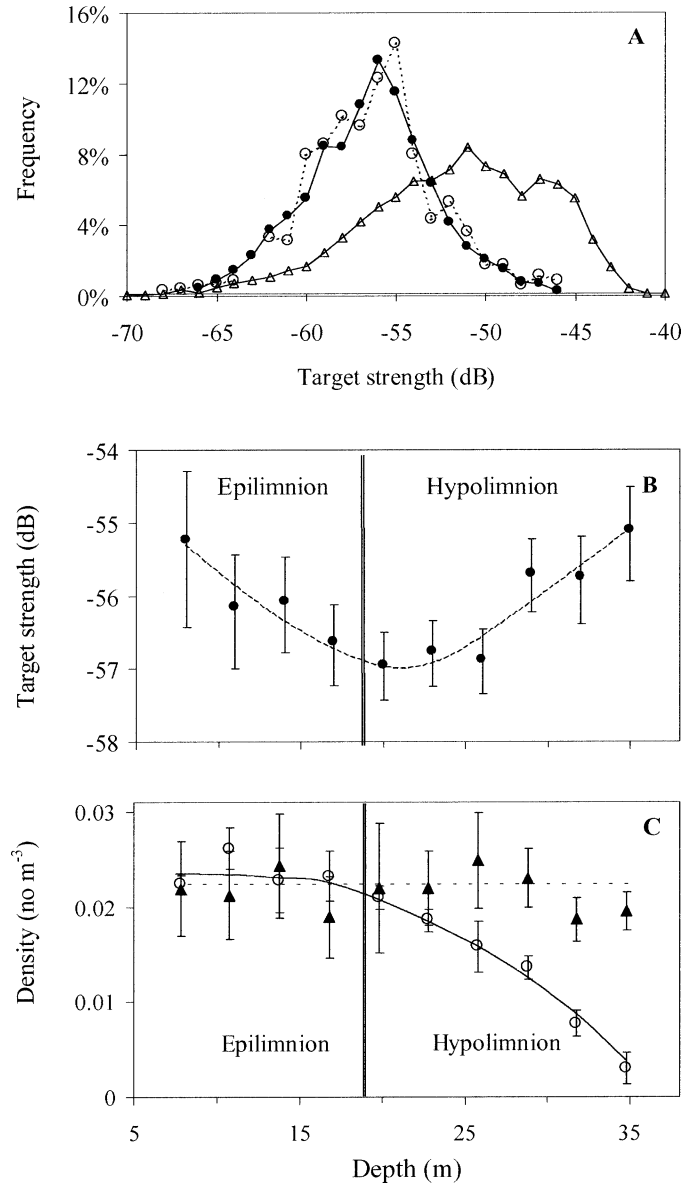 16%
A
12%
Frequency
8%
4%
0%
-70 -65 -60 -55 -50 -45 -40
Target strength (dB)
-54
Epilimnion Hypolimnion B
-55
Target strength (dB)
-56
-57
-58
0.03
C
0.02
Density (no m-3)
0.01
Epilimnion Hypolimnion
0
5 15 25 35
Depth (m)